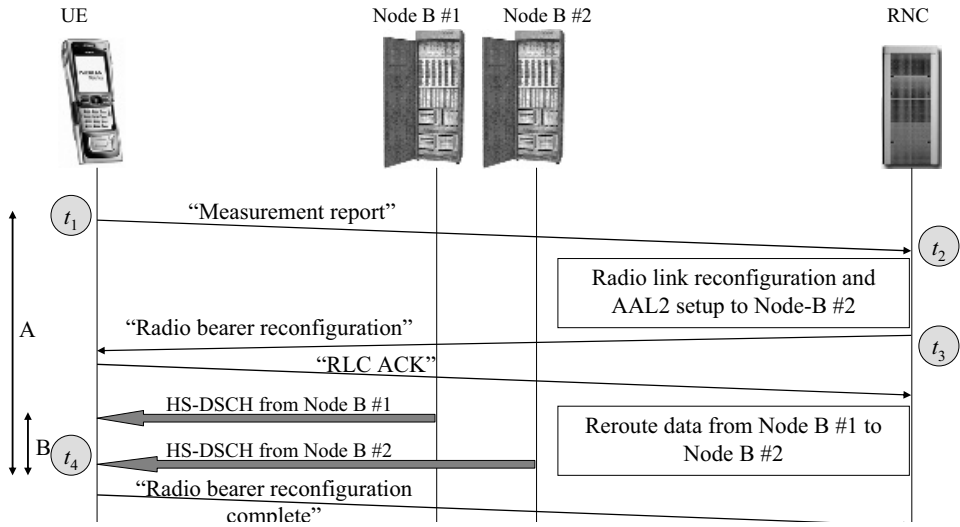 UE
Node B #1
Node B #2
RNC
t1
“Measurement report”
t2
Radio link reconfiguration and
AAL2 setup to Node-B #2
A
“Radio bearer reconfiguration”
t3
“RLC ACK”
HS-DSCH from Node B #1
Reroute data from Node B #1 to
Node B #2
B
t4
HS-DSCH from Node B #2
“Radio bearer reconfiguration
complete”